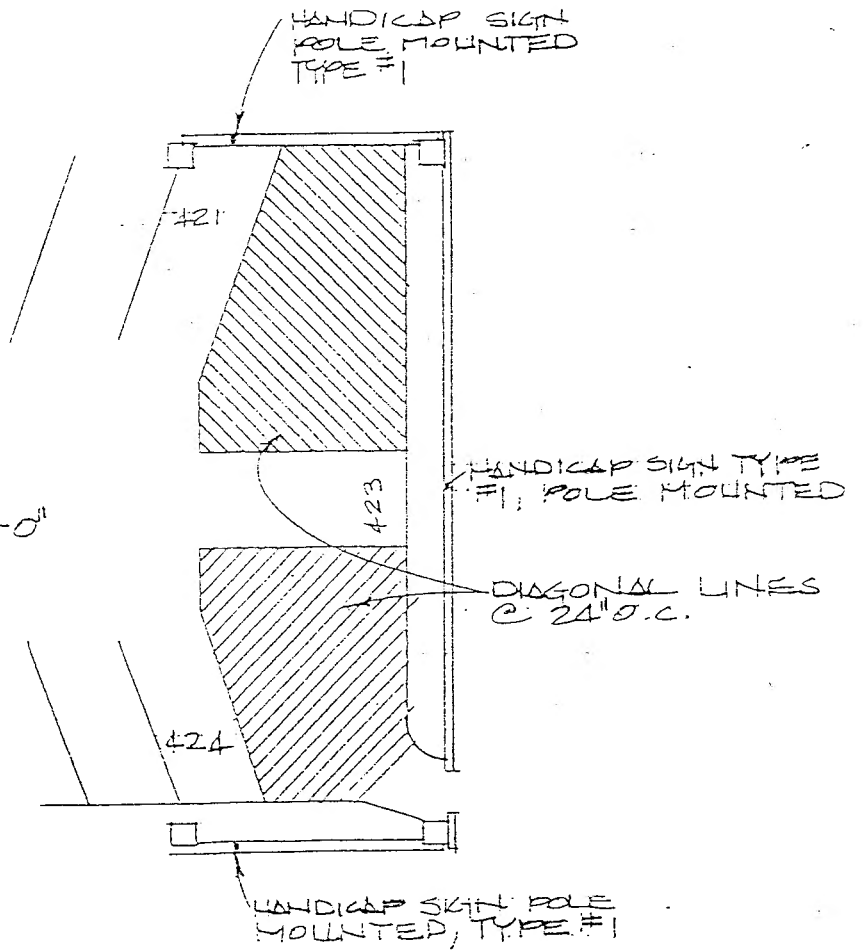 HANDICAP SIGN
POLE MOUNTED
TYPE #1
421
423
HANDICAP SIGN TYPE
#1, POLE MOUNTED
-0"
DIAGONAL LINES
@ 24" O.C.
424
HANDICAP SIGN POLE
MOUNTED, TYPE #1